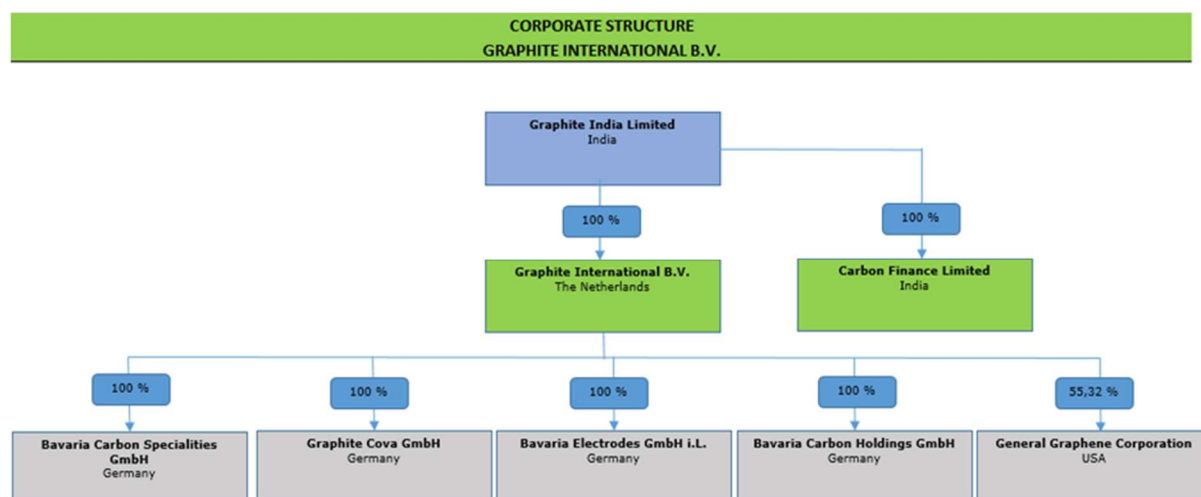 CORPORATE STRUCTURE
GRAPHITE INTERNATIONAL B.V.
Graphite India Limited
India
100 %
100 %
Graphite International B.V.
The Netherlands
Carbon Finance Limited
India
100 %
100 %
100 %
100 %
55,32 %
Bavaria Carbon Specialities
GmbH
Germany
Graphite Cova GmbH
Germany
Bavaria Electrodes GmbH i.L.
Germany
Bavaria Carbon Holdings GmbH
Germany
General Graphene Corporation
USA